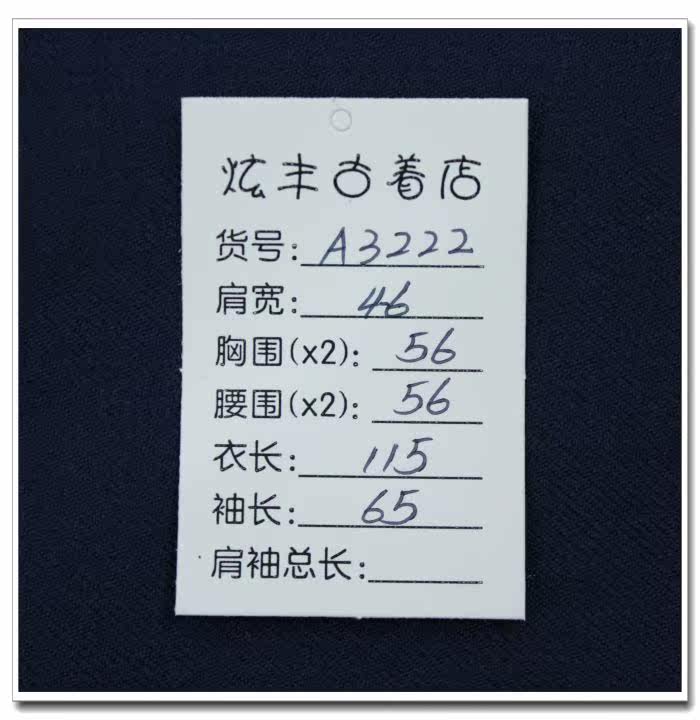 炫丰古着店
货号: A3222
肩宽: 46
胸围(x2): 56
腰围(x2): 56
衣长: 115
袖长: 65
肩袖总长: